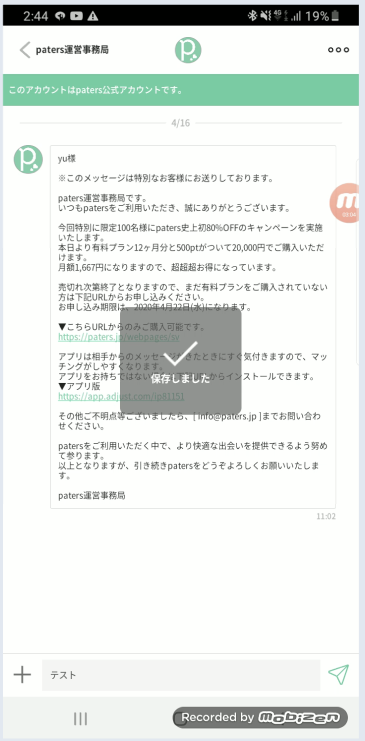 2:44
4G
19%
paters運営事務局
このアカウントはpaters公式アカウントです。
4/16
yu様
※このメッセージは特別なお客様にお送りしております。
paters運営事務局です。
いつもpatersをご利用いただき、誠にありがとうございます。
今回特別に限定100名様にpaters史上初80%OFFのキャンペーンを実施
いたします。
本日より有料プラン12ヶ月分と500ptがついて20,000円でご購入いただ
けます。
月額1,667円になりますので、超超超お得になっています。
売切れ次第終了となりますので、まだ有料プランをご購入されていない
方は下記URLからお申し込みください。
お申し込み期限は、2020年4月22日(水)になります。
▼こちらURLからのみご購入可能です。
https://paters.jp/webpages/
アプリは相手からのメッセージがきたときにすぐ気付きますので、マッ
チングがしやすくなります。
アプリをお持ちではない からインストールできます。
▼アプリ版
https://app.adjust.com/
その他ご不明点等ございましたら、[ info@paters.jp ]までお問い合わ
せください。
patersをご利用いただく中で、より快適な出会いを提供できるよう努め
て参ります。
以上となりますが、引き続きpatersをどうぞよろしくお願いいたしま
す。
paters運営事務局
11:02
保存しました
03:04
テスト
Recorded by Mobizen